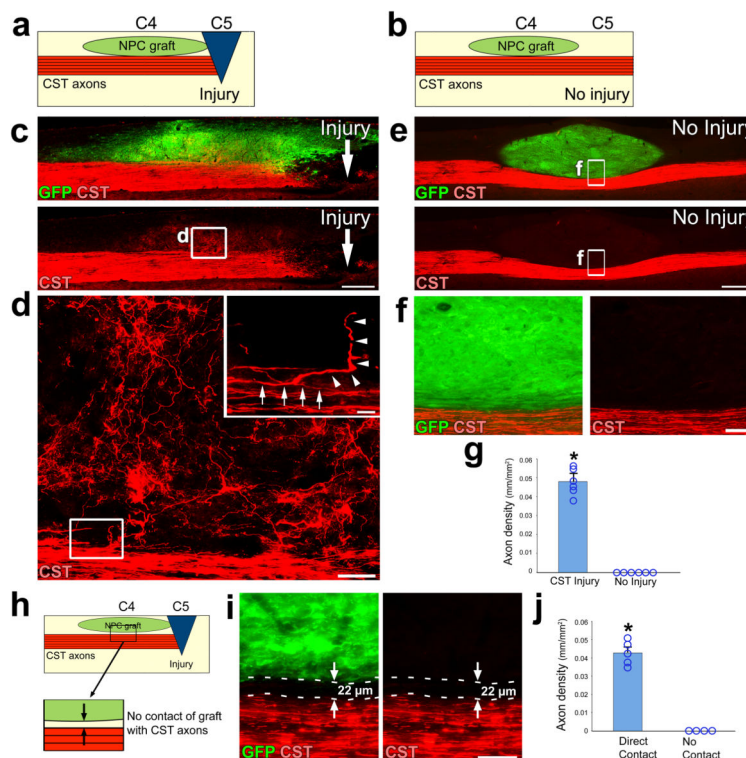 a
C4 C5
NPC graft
CST axons
Injury
b
C4 C5
NPC graft
CST axons
No injury
c
Injury
GFP CST
Injury
d
CST
e
No Injury
f
GFP CST
No Injury
f
CST
d
CST
f
GFP CST
CST
g
Axon density (mm/mm²)
0.06
0.05
0.04
0.03
0.02
0.01
0
*
CST Injury
No Injury
h
C4 C5
NPC graft
CST axons
Injury
No contact of graft
with CST axons
i
22 µm
22 µm
GFP CST
CST
j
Axon density (mm/mm²)
0.06
0.05
0.04
0.03
0.02
0.01
0
*
Direct
Contact
No
Contact